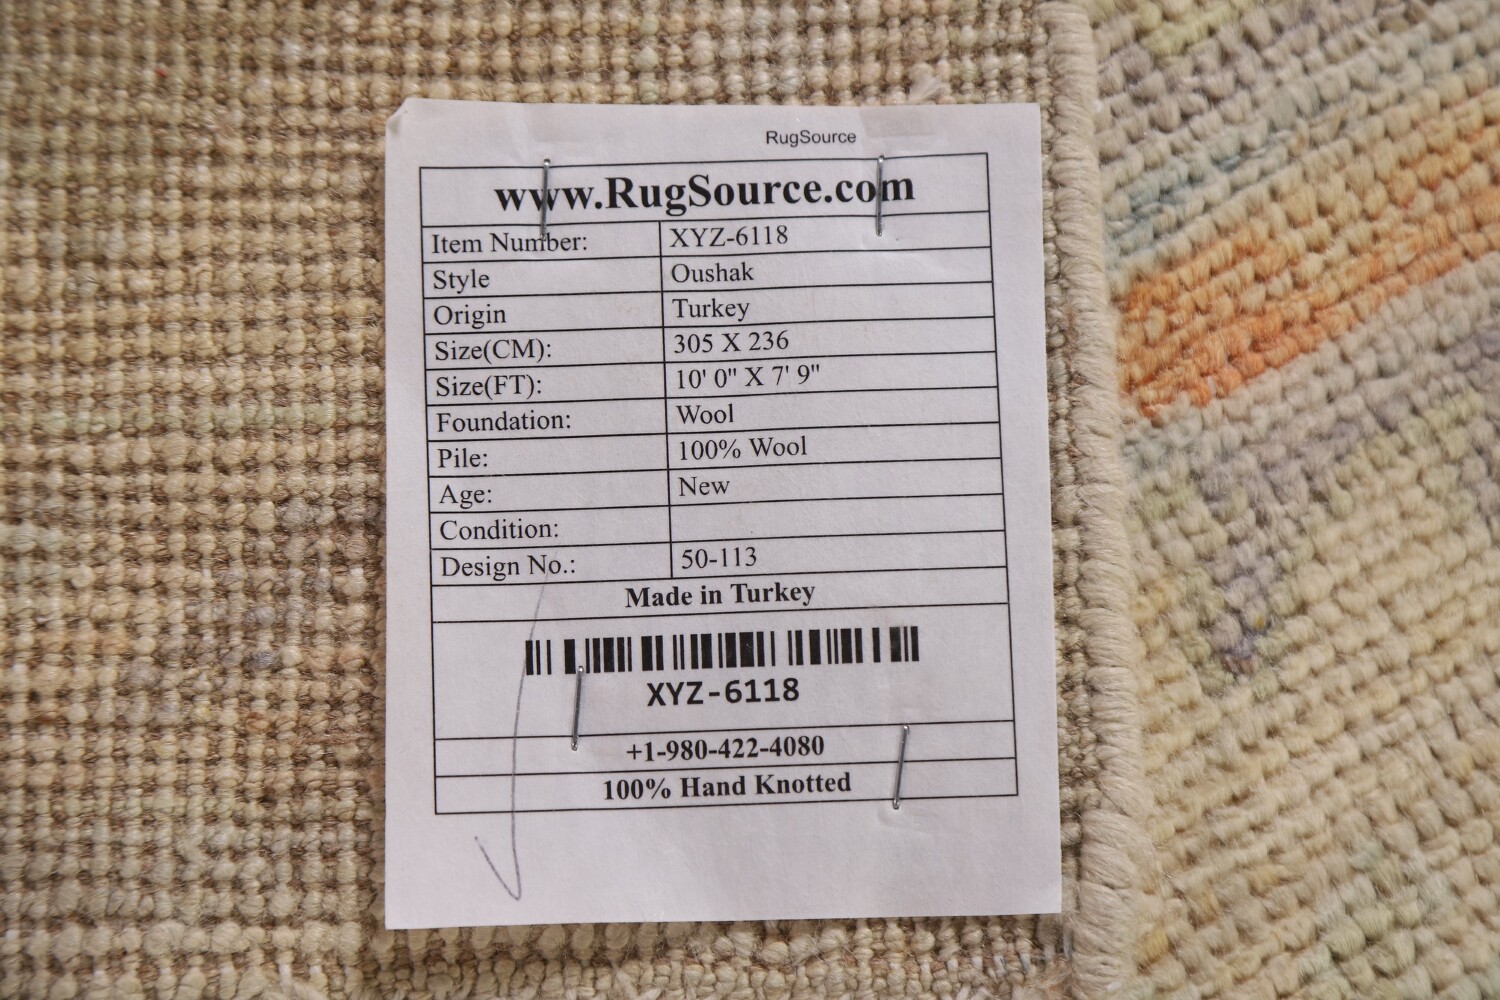 RugSource
www.RugSource.com
Item Number: XYZ-6118
Style Oushak
Origin Turkey
Size(CM): 305 X 236
Size(FT): 10' 0" X 7' 9"
Foundation: Wool
Pile: 100% Wool
Age: New
Condition:
Design No.: 50-113
Made in Turkey
XYZ-6118
+1-980-422-4080
100% Hand Knotted